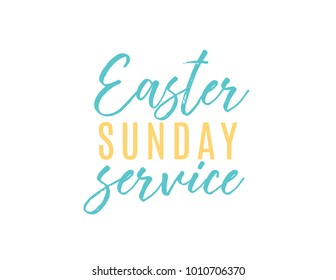 Easter
SUNDAY
service
shutterstock.com · 1010706370